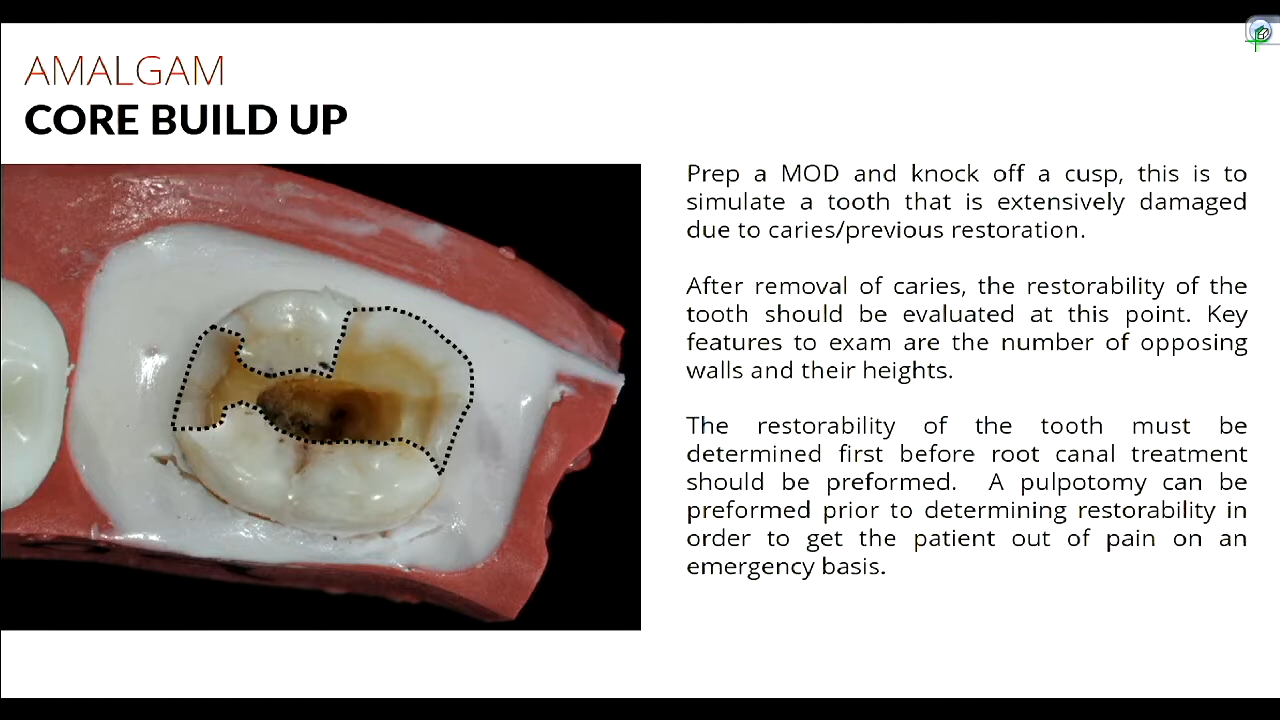 AMALGAM
CORE BUILD UP
Prep a MOD and knock off a cusp, this is to
simulate a tooth that is extensively damaged
due to caries/previous restoration.
After removal of caries, the restorability of the
tooth should be evaluated at this point. Key
features to exam are the number of opposing
walls and their heights.
The restorability of the tooth must be
determined first before root canal treatment
should be preformed. A pulpotomy can be
preformed prior to determining restorability in
order to get the patient out of pain on an
emergency basis.